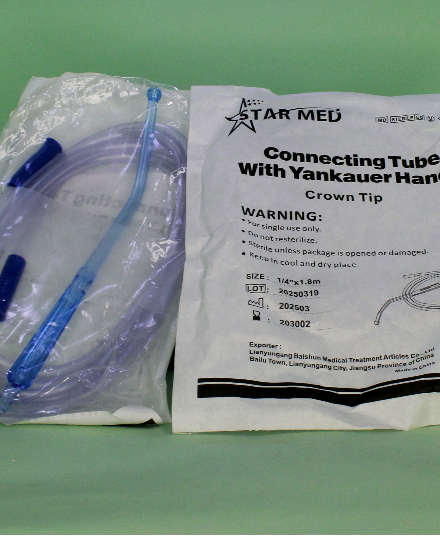 STAR MED
Connecting Tube
With Yankauer Han
Crown Tip
WARNING:
• For single use only.
• Do not resterilize.
• Sterile unless package is opened or damaged.
• Keep in cool and dry place.
SIZE : 1/4"x1.8m
LOT : 20250319
: 202503
: 203002
Exporter :
Lianyungang Baishun Medical Treatment Articles Co., Ltd
Bailu Town, Lianyungang City, Jiangsu Province of China
Made in China